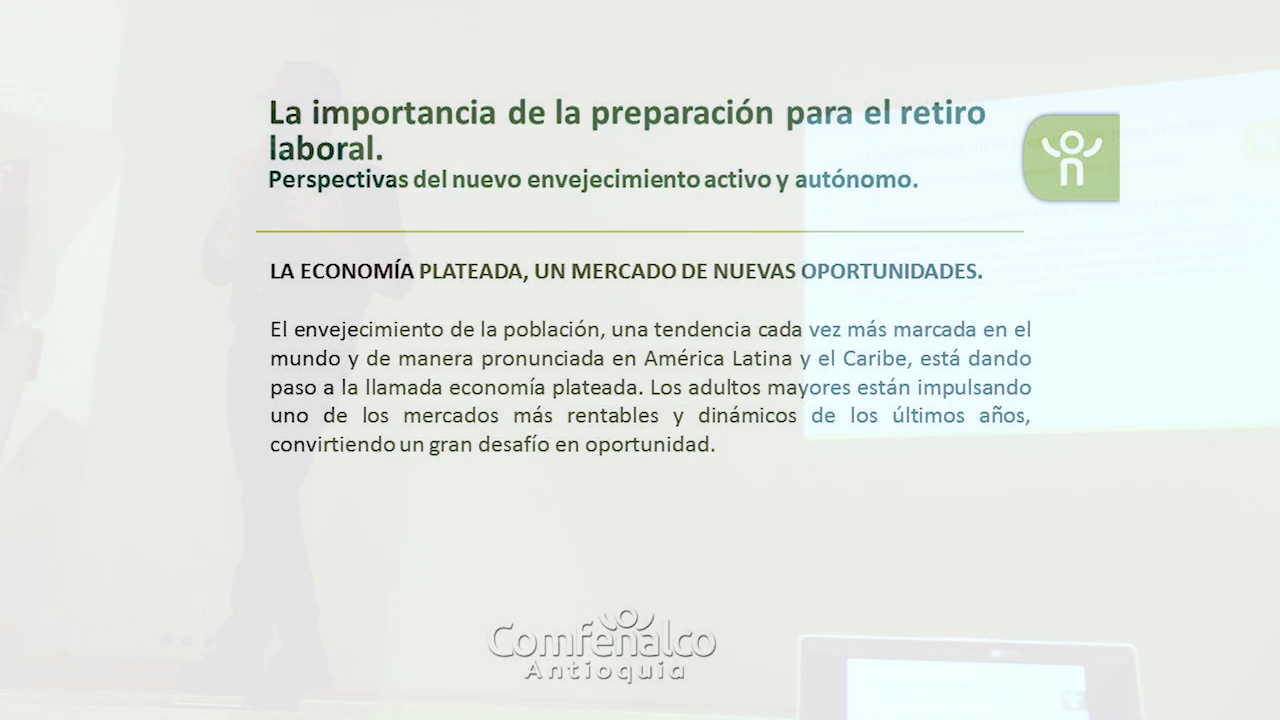 La importancia de la preparación para el retiro
laboral.
Perspectivas del nuevo envejecimiento activo y autónomo.
LA ECONOMÍA PLATEADA, UN MERCADO DE NUEVAS OPORTUNIDADES.
El envejecimiento de la población, una tendencia cada vez más marcada en el
mundo y de manera pronunciada en América Latina y el Caribe, está dando
paso a la llamada economía plateada. Los adultos mayores están impulsando
uno de los mercados más rentables y dinámicos de los últimos años,
convirtiendo un gran desafío en oportunidad.
Comfenalco
Antioquia